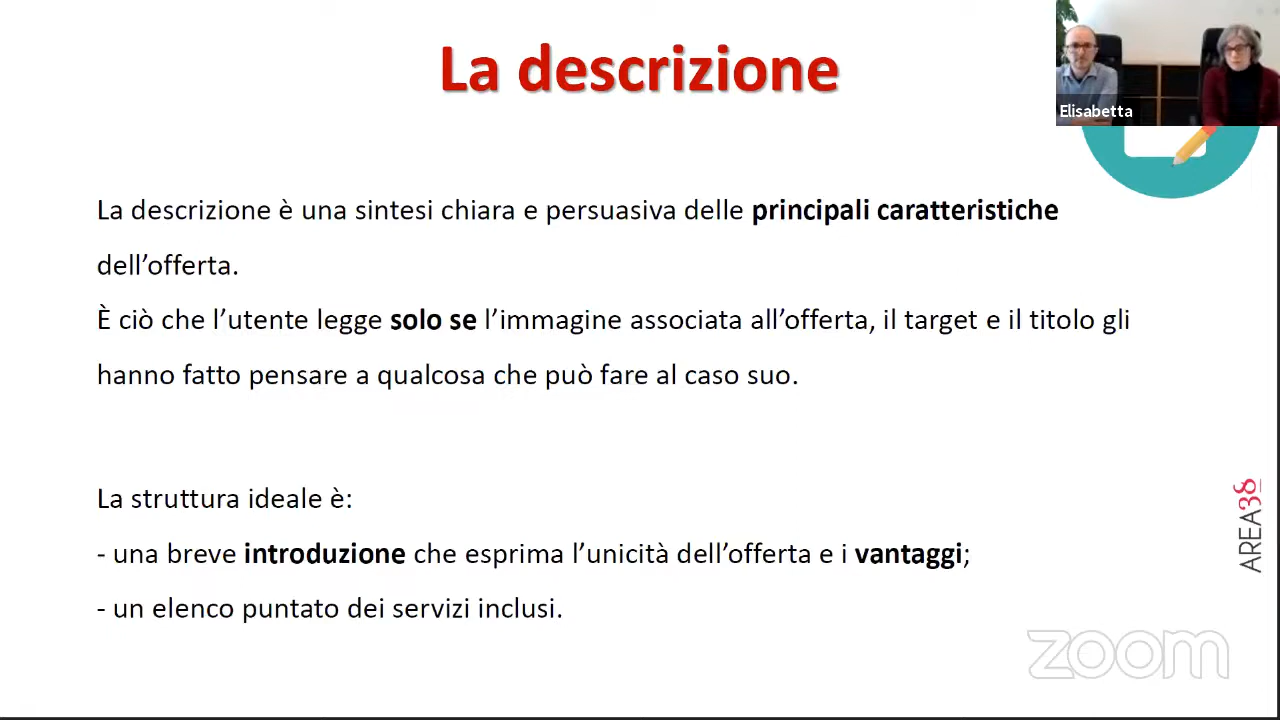 La descrizione
Elisabetta
La descrizione è una sintesi chiara e persuasiva delle principali caratteristiche
dell’offerta.
È ciò che l’utente legge solo se l’immagine associata all’offerta, il target e il titolo gli
hanno fatto pensare a qualcosa che può fare al caso suo.
La struttura ideale è:
- una breve introduzione che esprima l’unicità dell’offerta e i vantaggi;
- un elenco puntato dei servizi inclusi.
AREA38
zoom